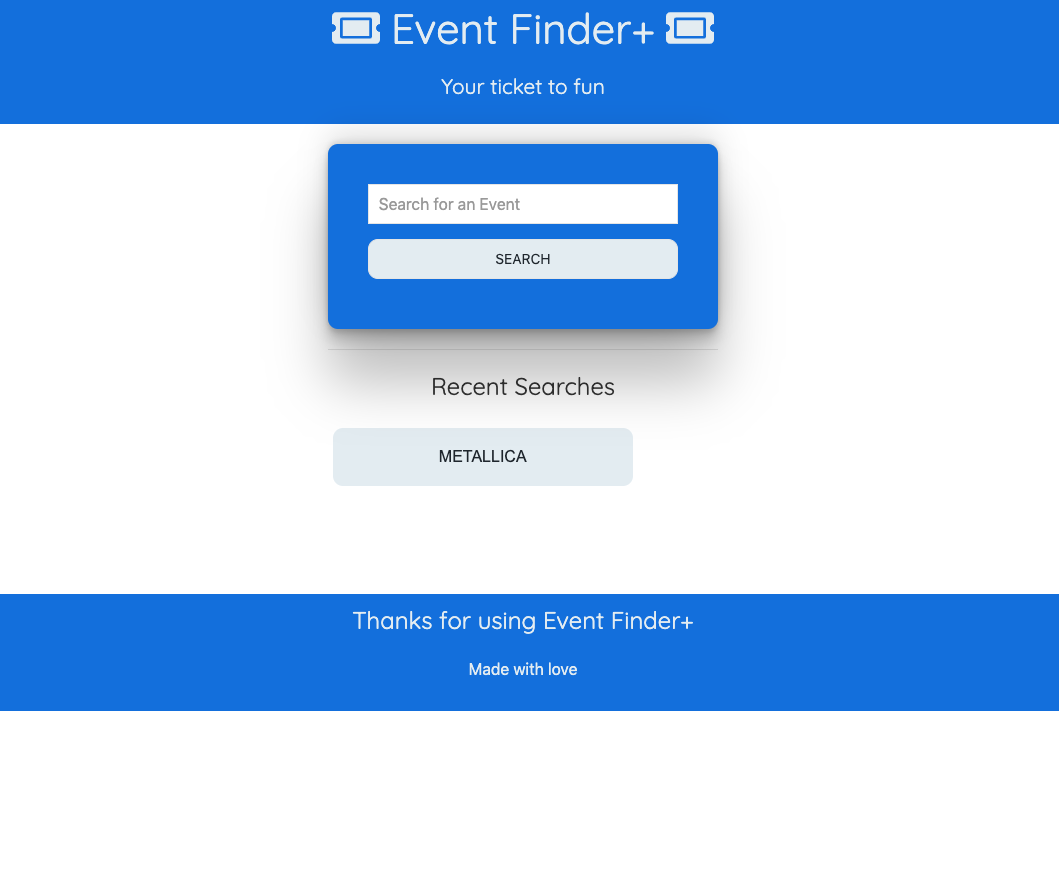 Event Finder+
Your ticket to fun
Search for an Event
SEARCH
Recent Searches
METALLICA
Thanks for using Event Finder+
Made with love